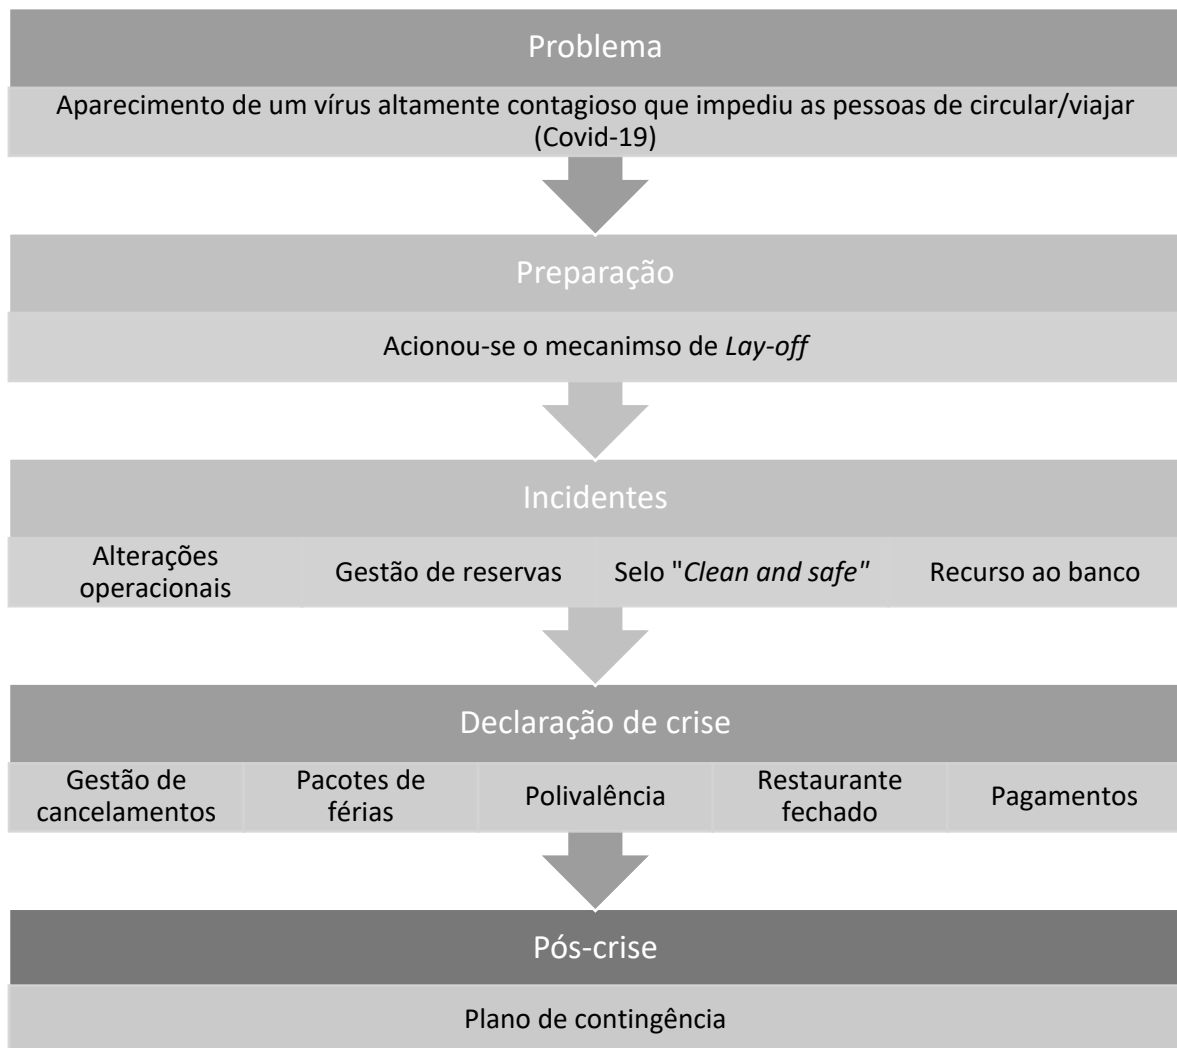 Problema
Aparecimento de um vírus altamente contagioso que impediu as pessoas de circular/viajar
(Covid-19)
Preparação
Acionou-se o mecanimso de Lay-off
Incidentes
Alterações
operacionais
Gestão de reservas
Selo "Clean and safe"
Recurso ao banco
Declaração de crise
Gestão de
cancelamentos
Pacotes de
férias
Polivalência
Restaurante
fechado
Pagamentos
Pós-crise
Plano de contingência